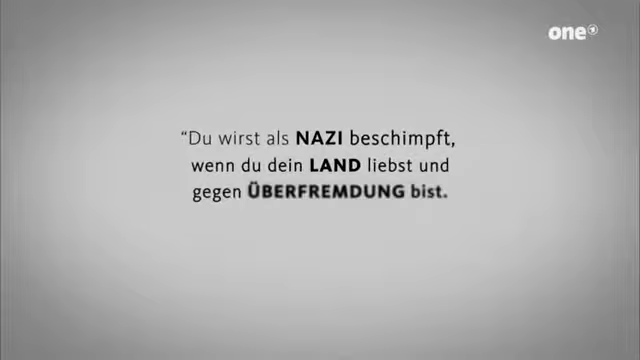 one
“Du wirst als NAZI beschimpft,
wenn du dein LAND liebst und
gegen ÜBERFREMDUNG bist.